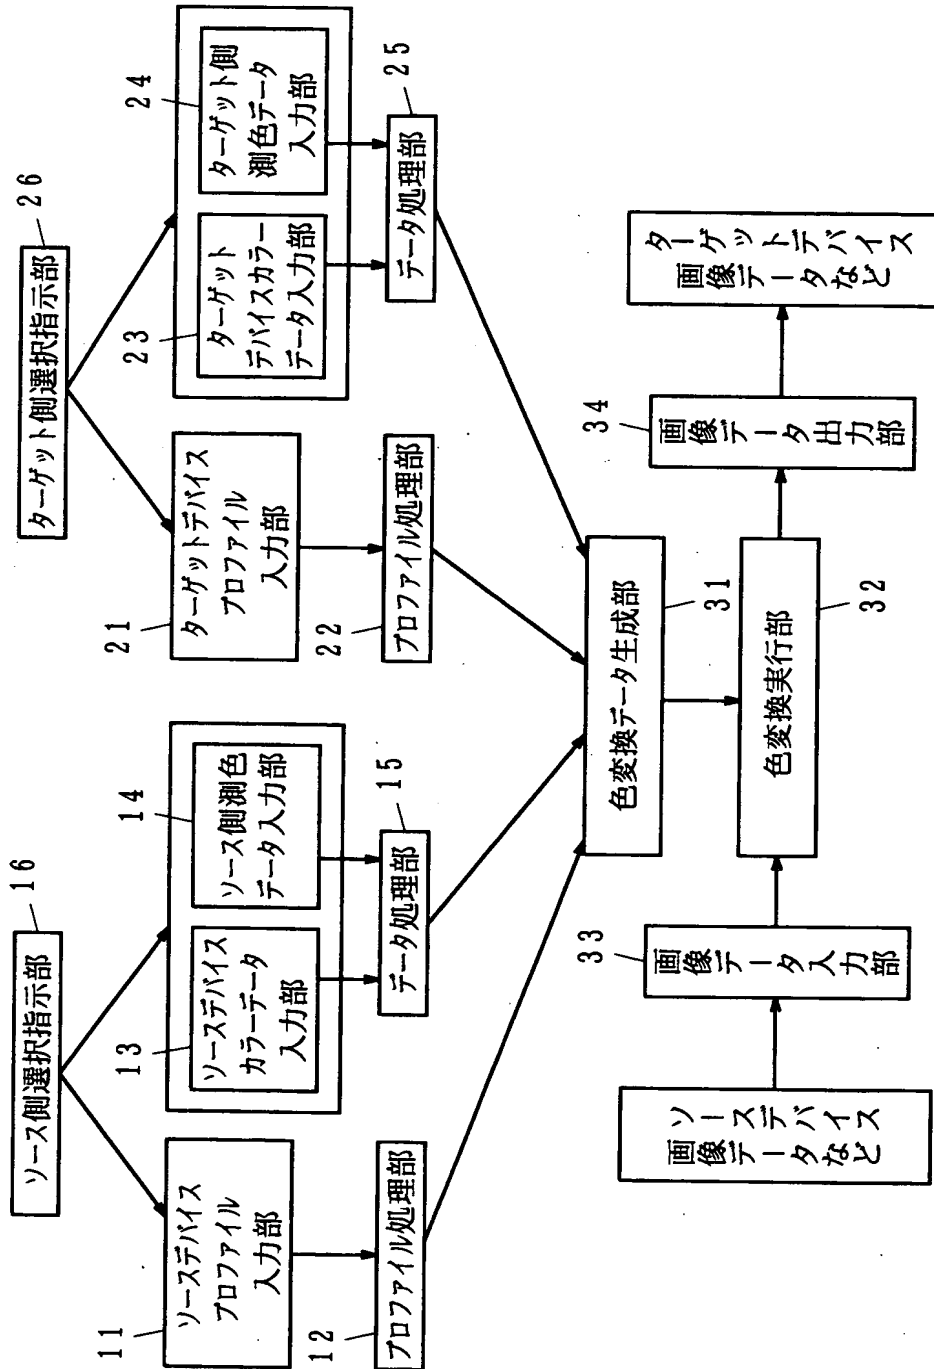 16
ソース側選択指示部
26
ターゲット側選択指示部
11
ソースデバイス
プロファイル
入力部
13
ソースデバイス
カラーデータ
入力部
14
ソース側測色
データ入力部
21
ターゲットデバイス
プロファイル
入力部
23
ターゲット
デバイスカラー
データ入力部
24
ターゲット側
測色データ
入力部
12
プロファイル処理部
15
データ処理部
22
プロファイル処理部
25
データ処理部
色変換データ生成部
31
ソースデバイス
画像データなど
33
画像データ入力部
色変換実行部
32
34
画像データ出力部
ターゲットデバイス
画像データなど